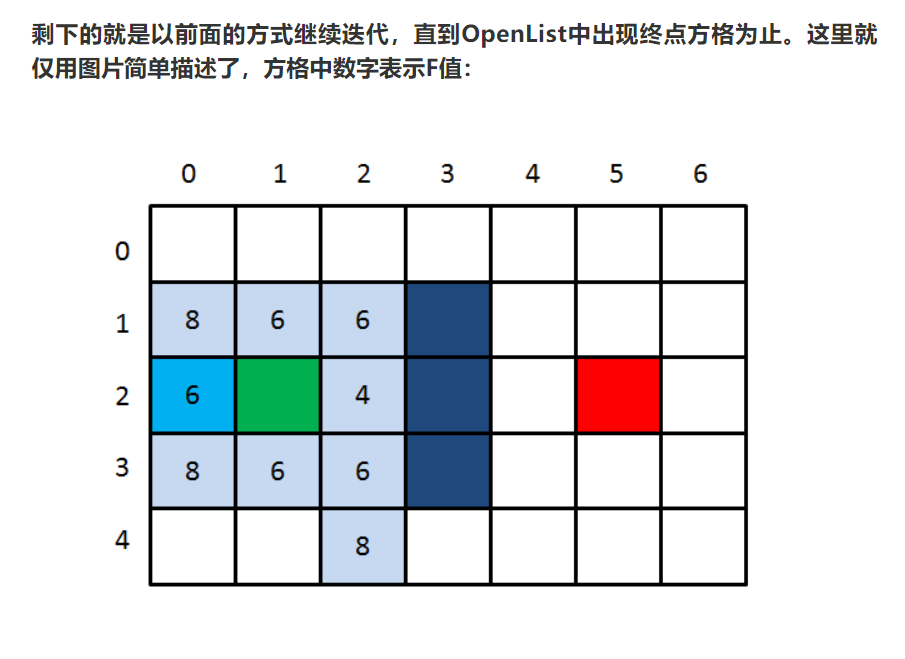 剩下的就是以前面的方式继续迭代，直到OpenList中出现终点方格为止。这里就
仅用图片简单描述了，方格中数字表示F值：
0 1 2 3 4 5 6
0
1 8 6 6
2 6 4
3 8 6 6
4 8